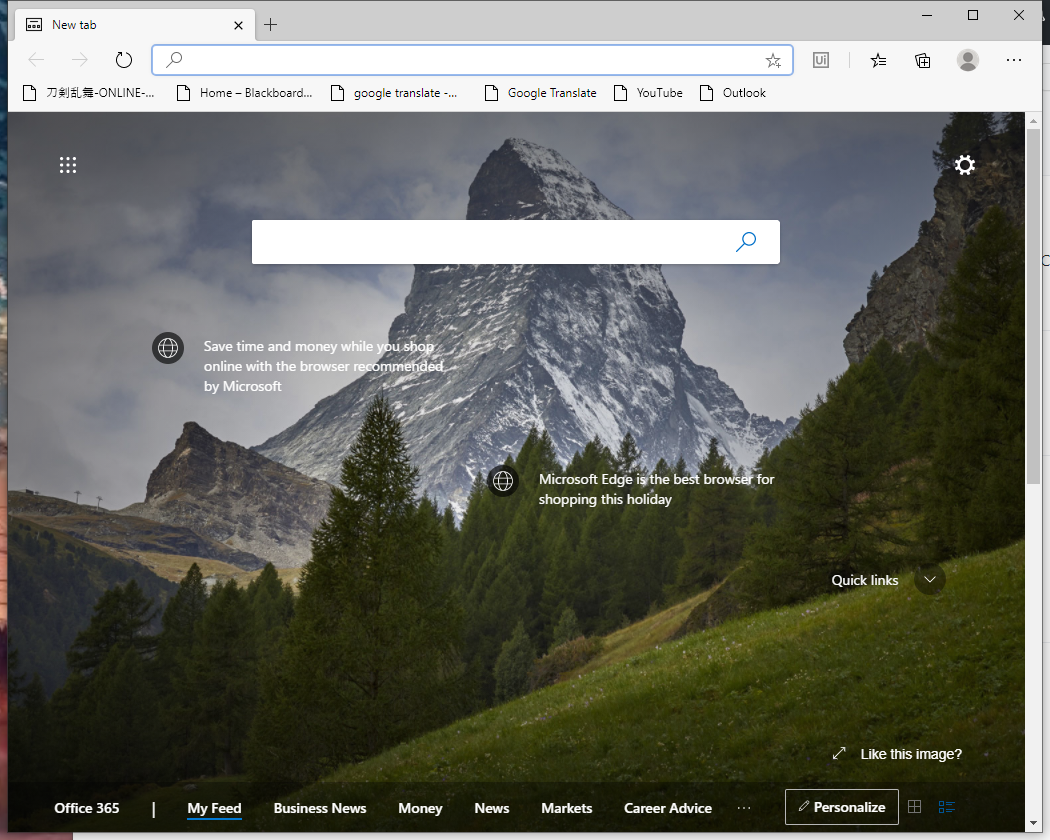 New tab
Ui
刀剣乱舞-ONLINE-...
Home – Blackboard...
google translate -...
Google Translate
YouTube
Outlook
Save time and money while you shop
online with the browser recommended
by Microsoft
Microsoft Edge is the best browser for
shopping this holiday
Quick links
Like this image?
Office 365 | My Feed Business News Money News Markets Career Advice ... Personalize